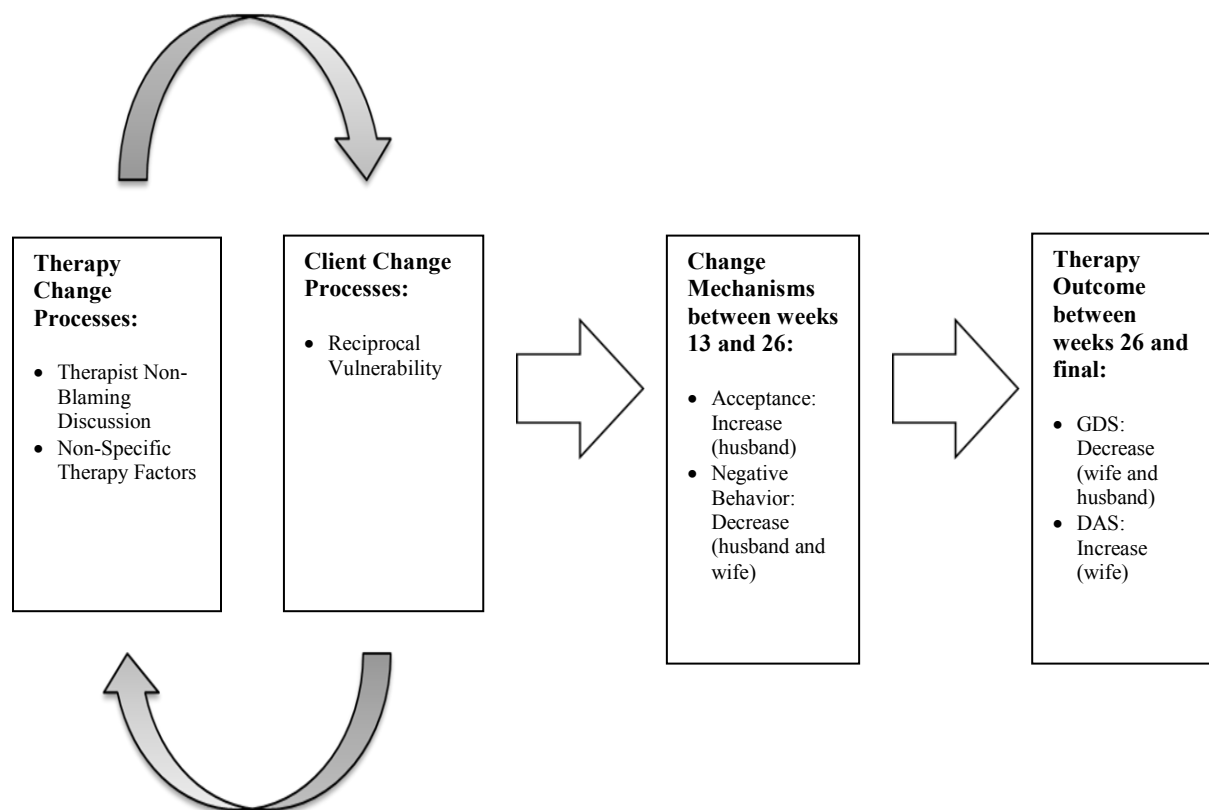 Therapy
Change
Processes:
• Therapist Non-
Blaming
Discussion
• Non-Specific
Therapy Factors
Client Change
Processes:
• Reciprocal
Vulnerability
Change
Mechanisms
between weeks
13 and 26:
• Acceptance:
Increase
(husband)
• Negative
Behavior:
Decrease
(husband and
wife)
Therapy
Outcome
between
weeks 26 and
final:
• GDS:
Decrease
(wife and
husband)
• DAS:
Increase
(wife)